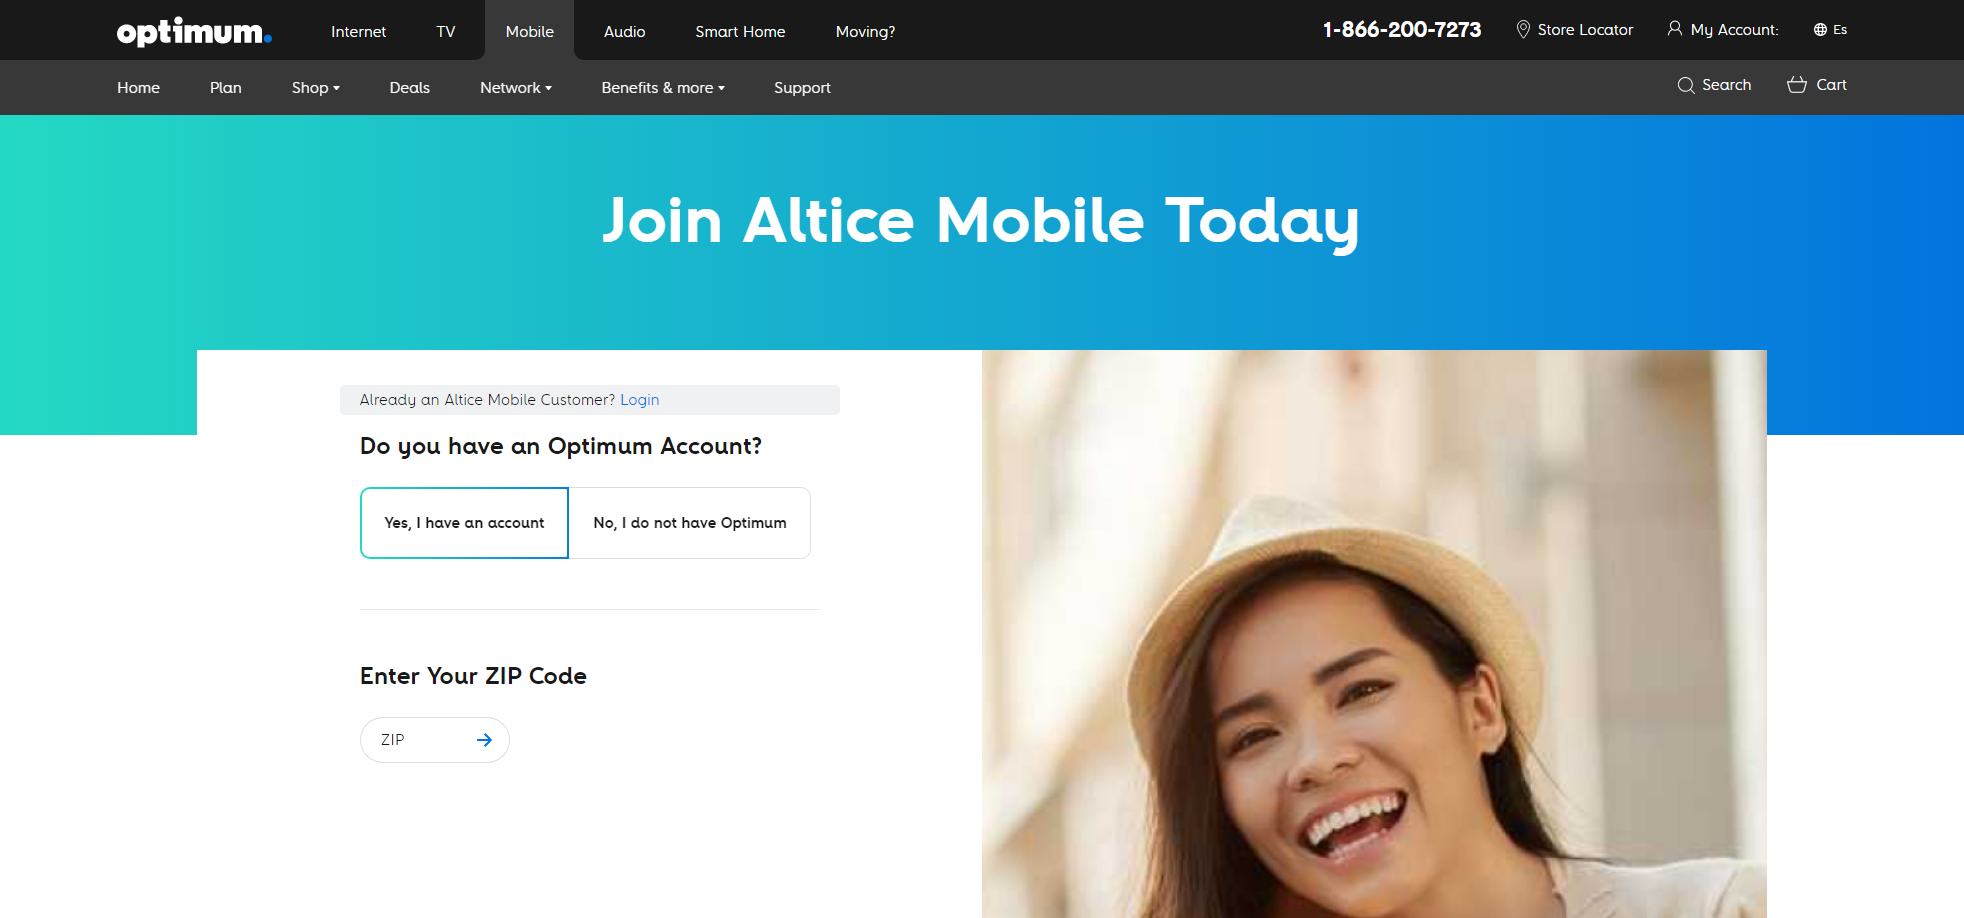 optimum.
Internet TV Mobile Audio Smart Home Moving?
1-866-200-7273 Store Locator My Account: Es
Home Plan Shop Deals Network Benefits & more Support
Search Cart
Join Altice Mobile Today
Already an Altice Mobile Customer? Login
Do you have an Optimum Account?
Yes, I have an account No, I do not have Optimum
Enter Your ZIP Code
ZIP